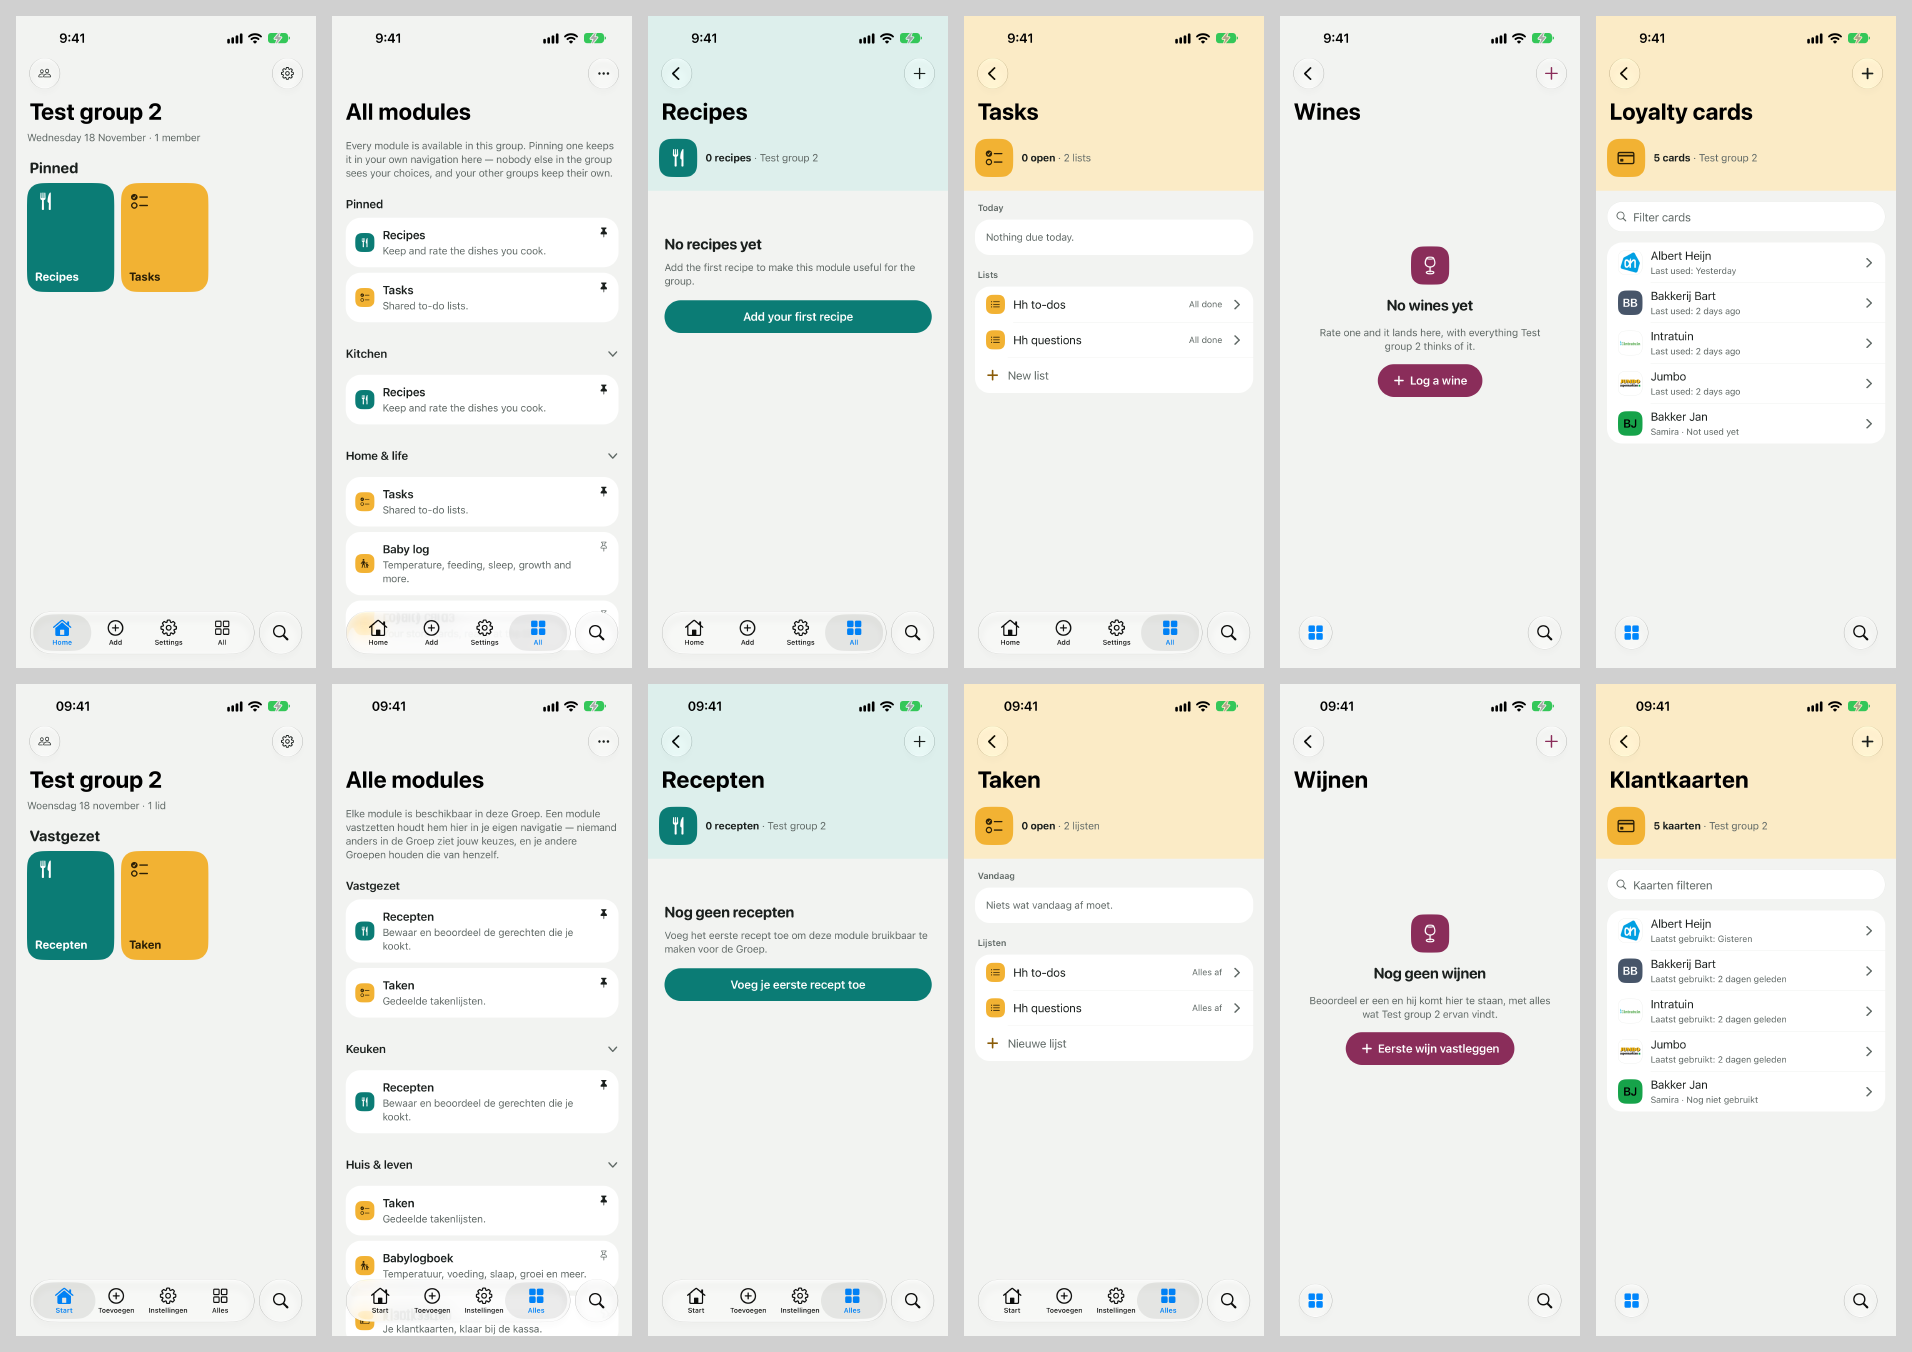 9:41
Test group 2
Wednesday 18 November · 1 member
Pinned
Recipes
Tasks
Home
Add
Settings
All
9:41
All modules
Every module is available in this group. Pinning one keeps
it in your own navigation here — nobody else in the group
sees your choices, and your other groups keep their own.
Pinned
Recipes
Keep and rate the dishes you cook.
Tasks
Shared to-do lists.
Kitchen
Recipes
Keep and rate the dishes you cook.
Home & life
Tasks
Shared to-do lists.
Baby log
Temperature, feeding, sleep, growth and
more.
Home
Add
Settings
All
9:41
Recipes
0 recipes · Test group 2
No recipes yet
Add the first recipe to make this module useful for the
group.
Add your first recipe
Home
Add
Settings
All
9:41
Tasks
0 open · 2 lists
Today
Nothing due today.
Lists
Hh to-dos
All done
Hh questions
All done
New list
Home
Add
Settings
All
9:41
Wines
No wines yet
Rate one and it lands here, with everything Test
group 2 thinks of it.
Log a wine
9:41
Loyalty cards
5 cards · Test group 2
Filter cards
Albert Heijn
Last used: Yesterday
BB
Bakkerij Bart
Last used: 2 days ago
Intratuin
Last used: 2 days ago
JUMBO
Jumbo
Last used: 2 days ago
BJ
Bakker Jan
Samira · Not used yet
09:41
Test group 2
Woensdag 18 november · 1 lid
Vastgezet
Recepten
Taken
Start
Toevoegen
Instellingen
Alles
09:41
Alle modules
Elke module is beschikbaar in deze Groep. Een module
vastzetten houdt hem hier in je eigen navigatie — niemand
anders in de Groep ziet jouw keuzes, en je andere
Groepen houden die van henzelf.
Vastgezet
Recepten
Bewaar en beoordeel de gerechten die je
kookt.
Taken
Gedeelde takenlijsten.
Keuken
Recepten
Bewaar en beoordeel de gerechten die je
kookt.
Huis & leven
Taken
Gedeelde takenlijsten.
Babylogboek
Temperatuur, voeding, slaap, groei en meer.
Start
Toevoegen
Instellingen
Alles
Je klantkaarten, klaar bij de kassa.
09:41
Recepten
0 recepten · Test group 2
Nog geen recepten
Voeg het eerste recept toe om deze module bruikbaar te
maken voor de Groep.
Voeg je eerste recept toe
Start
Toevoegen
Instellingen
Alles
09:41
Taken
0 open · 2 lijsten
Vandaag
Niets wat vandaag af moet.
Lijsten
Hh to-dos
Alles af
Hh questions
Alles af
Nieuwe lijst
Start
Toevoegen
Instellingen
Alles
09:41
Wijnen
Nog geen wijnen
Beoordeel er een en hij komt hier te staan, met alles
wat Test group 2 ervan vindt.
Eerste wijn vastleggen
09:41
Klantkaarten
5 kaarten · Test group 2
Kaarten filteren
Albert Heijn
Laatst gebruikt: Gisteren
BB
Bakkerij Bart
Laatst gebruikt: 2 dagen geleden
Intratuin
Laatst gebruikt: 2 dagen geleden
JUMBO
Jumbo
Laatst gebruikt: 2 dagen geleden
BJ
Bakker Jan
Samira · Nog niet gebruikt